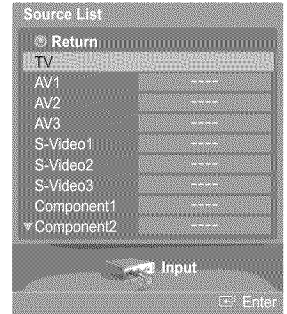 Source List
Return
TV
AV1 ----
AV2 ----
AV3 ----
S-Video1 ----
S-Video2 ----
S-Video3 ----
Component1 ----
▼Component2 ----
Input
Enter